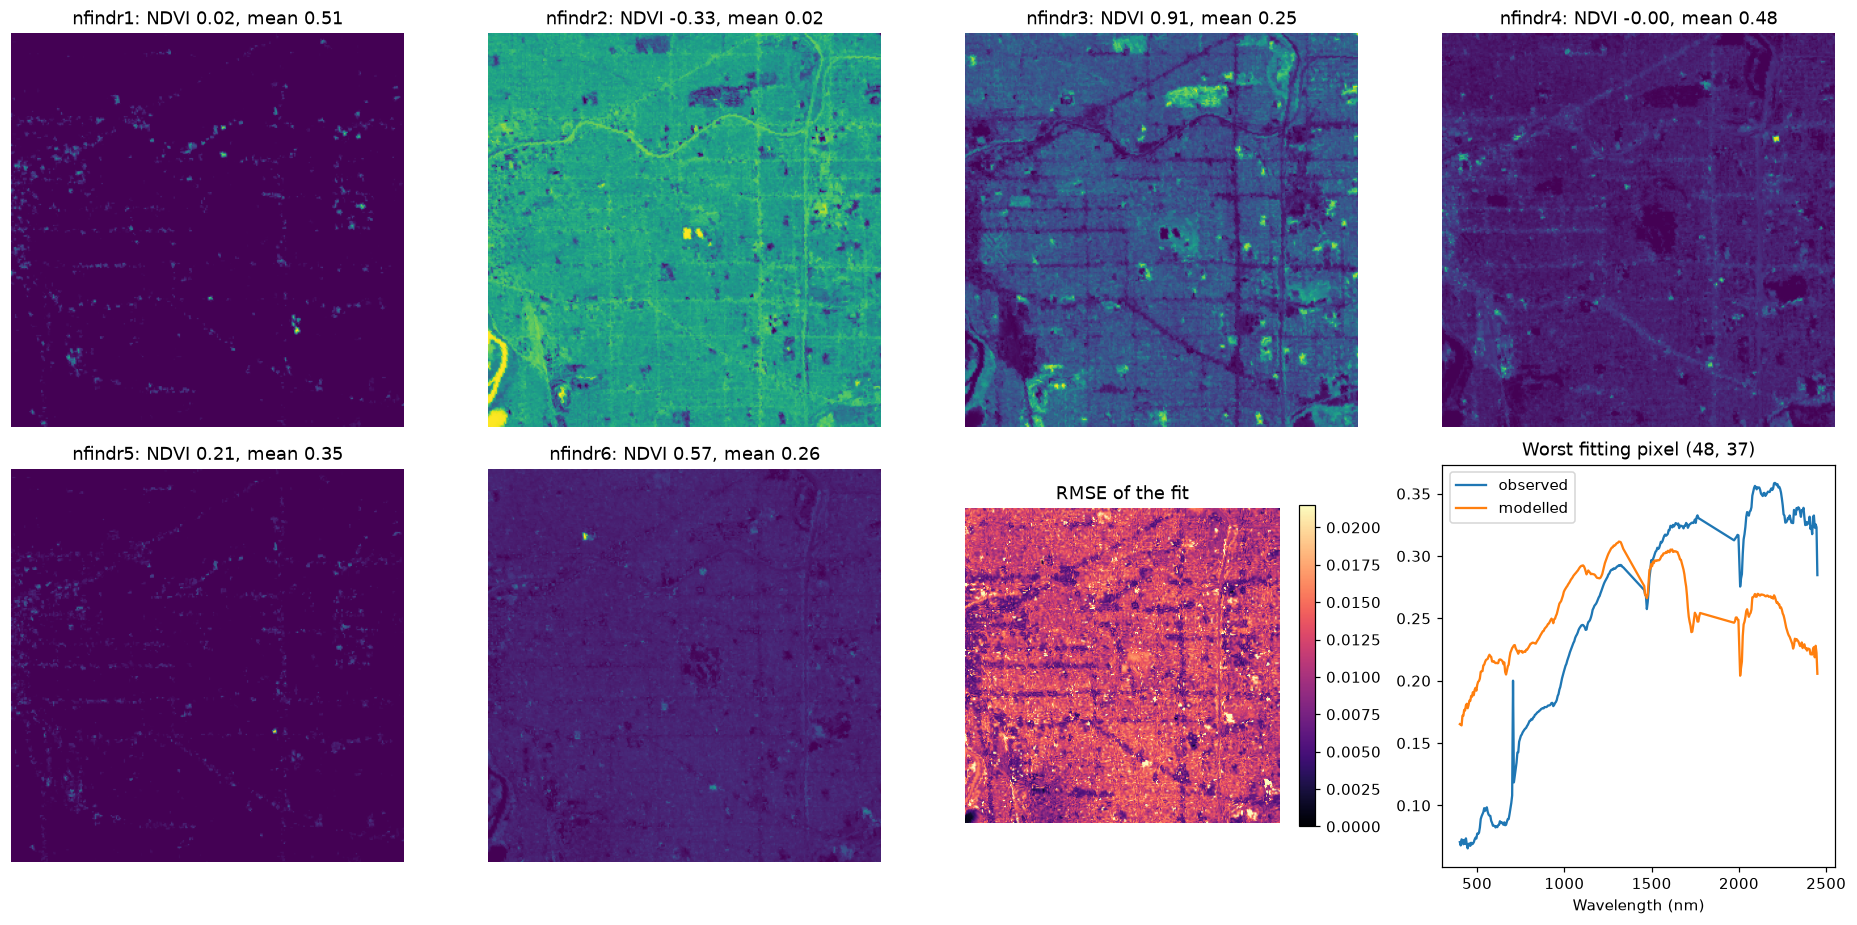 nfindr1: NDVI 0.02, mean 0.51
nfindr2: NDVI -0.33, mean 0.02
nfindr3: NDVI 0.91, mean 0.25
nfindr4: NDVI -0.00, mean 0.48
nfindr5: NDVI 0.21, mean 0.35
nfindr6: NDVI 0.57, mean 0.26
RMSE of the fit
0.0200
0.0175
0.0150
0.0125
0.0100
0.0075
0.0050
0.0025
0.0000
Worst fitting pixel (48, 37)
observed
modelled
0.35
0.30
0.25
0.20
0.15
0.10
500 1000 1500 2000 2500
Wavelength (nm)